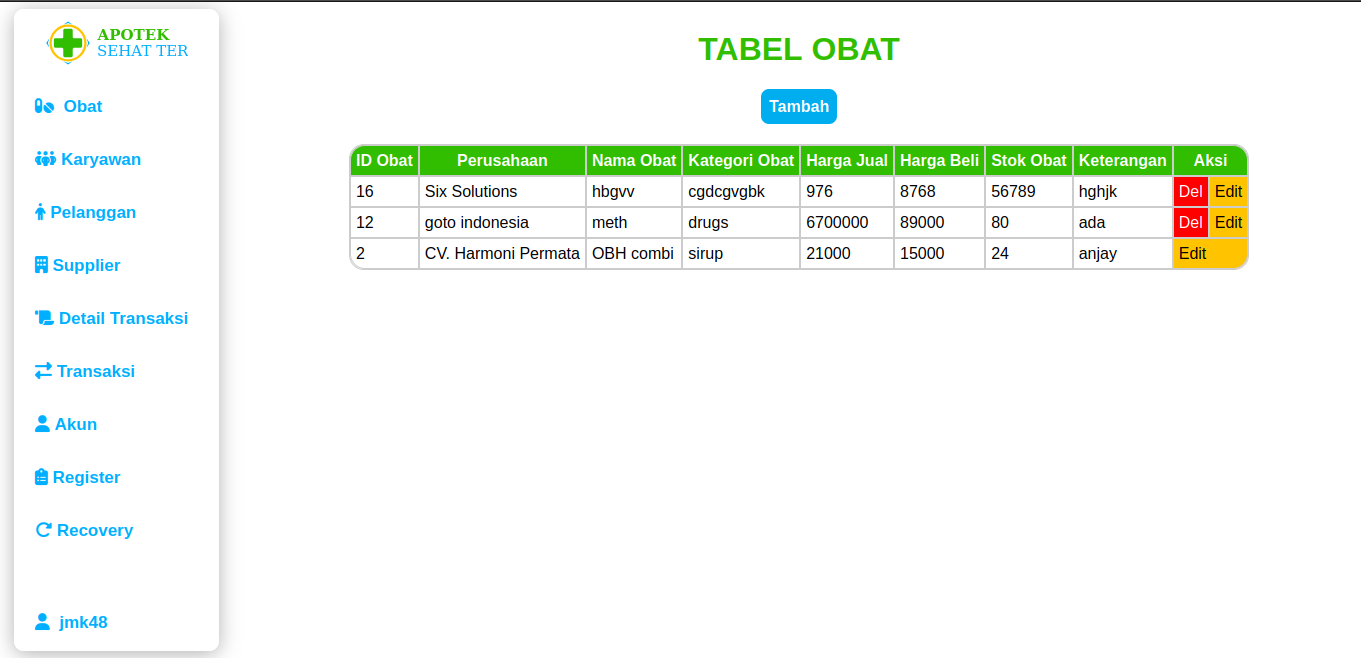 APOTEK
SEHAT TER
Obat
Karyawan
Pelanggan
Supplier
Detail Transaksi
Transaksi
Akun
Register
Recovery
jmk48
TABEL OBAT
Tambah
ID Obat Perusahaan Nama Obat Kategori Obat Harga Jual Harga Beli Stok Obat Keterangan Aksi
16 Six Solutions hbgvv cgdcgvgbk 976 8768 56789 hghjk Del Edit
12 goto indonesia meth drugs 6700000 89000 80 ada Del Edit
2 CV. Harmoni Permata OBH combi sirup 21000 15000 24 anjay Edit